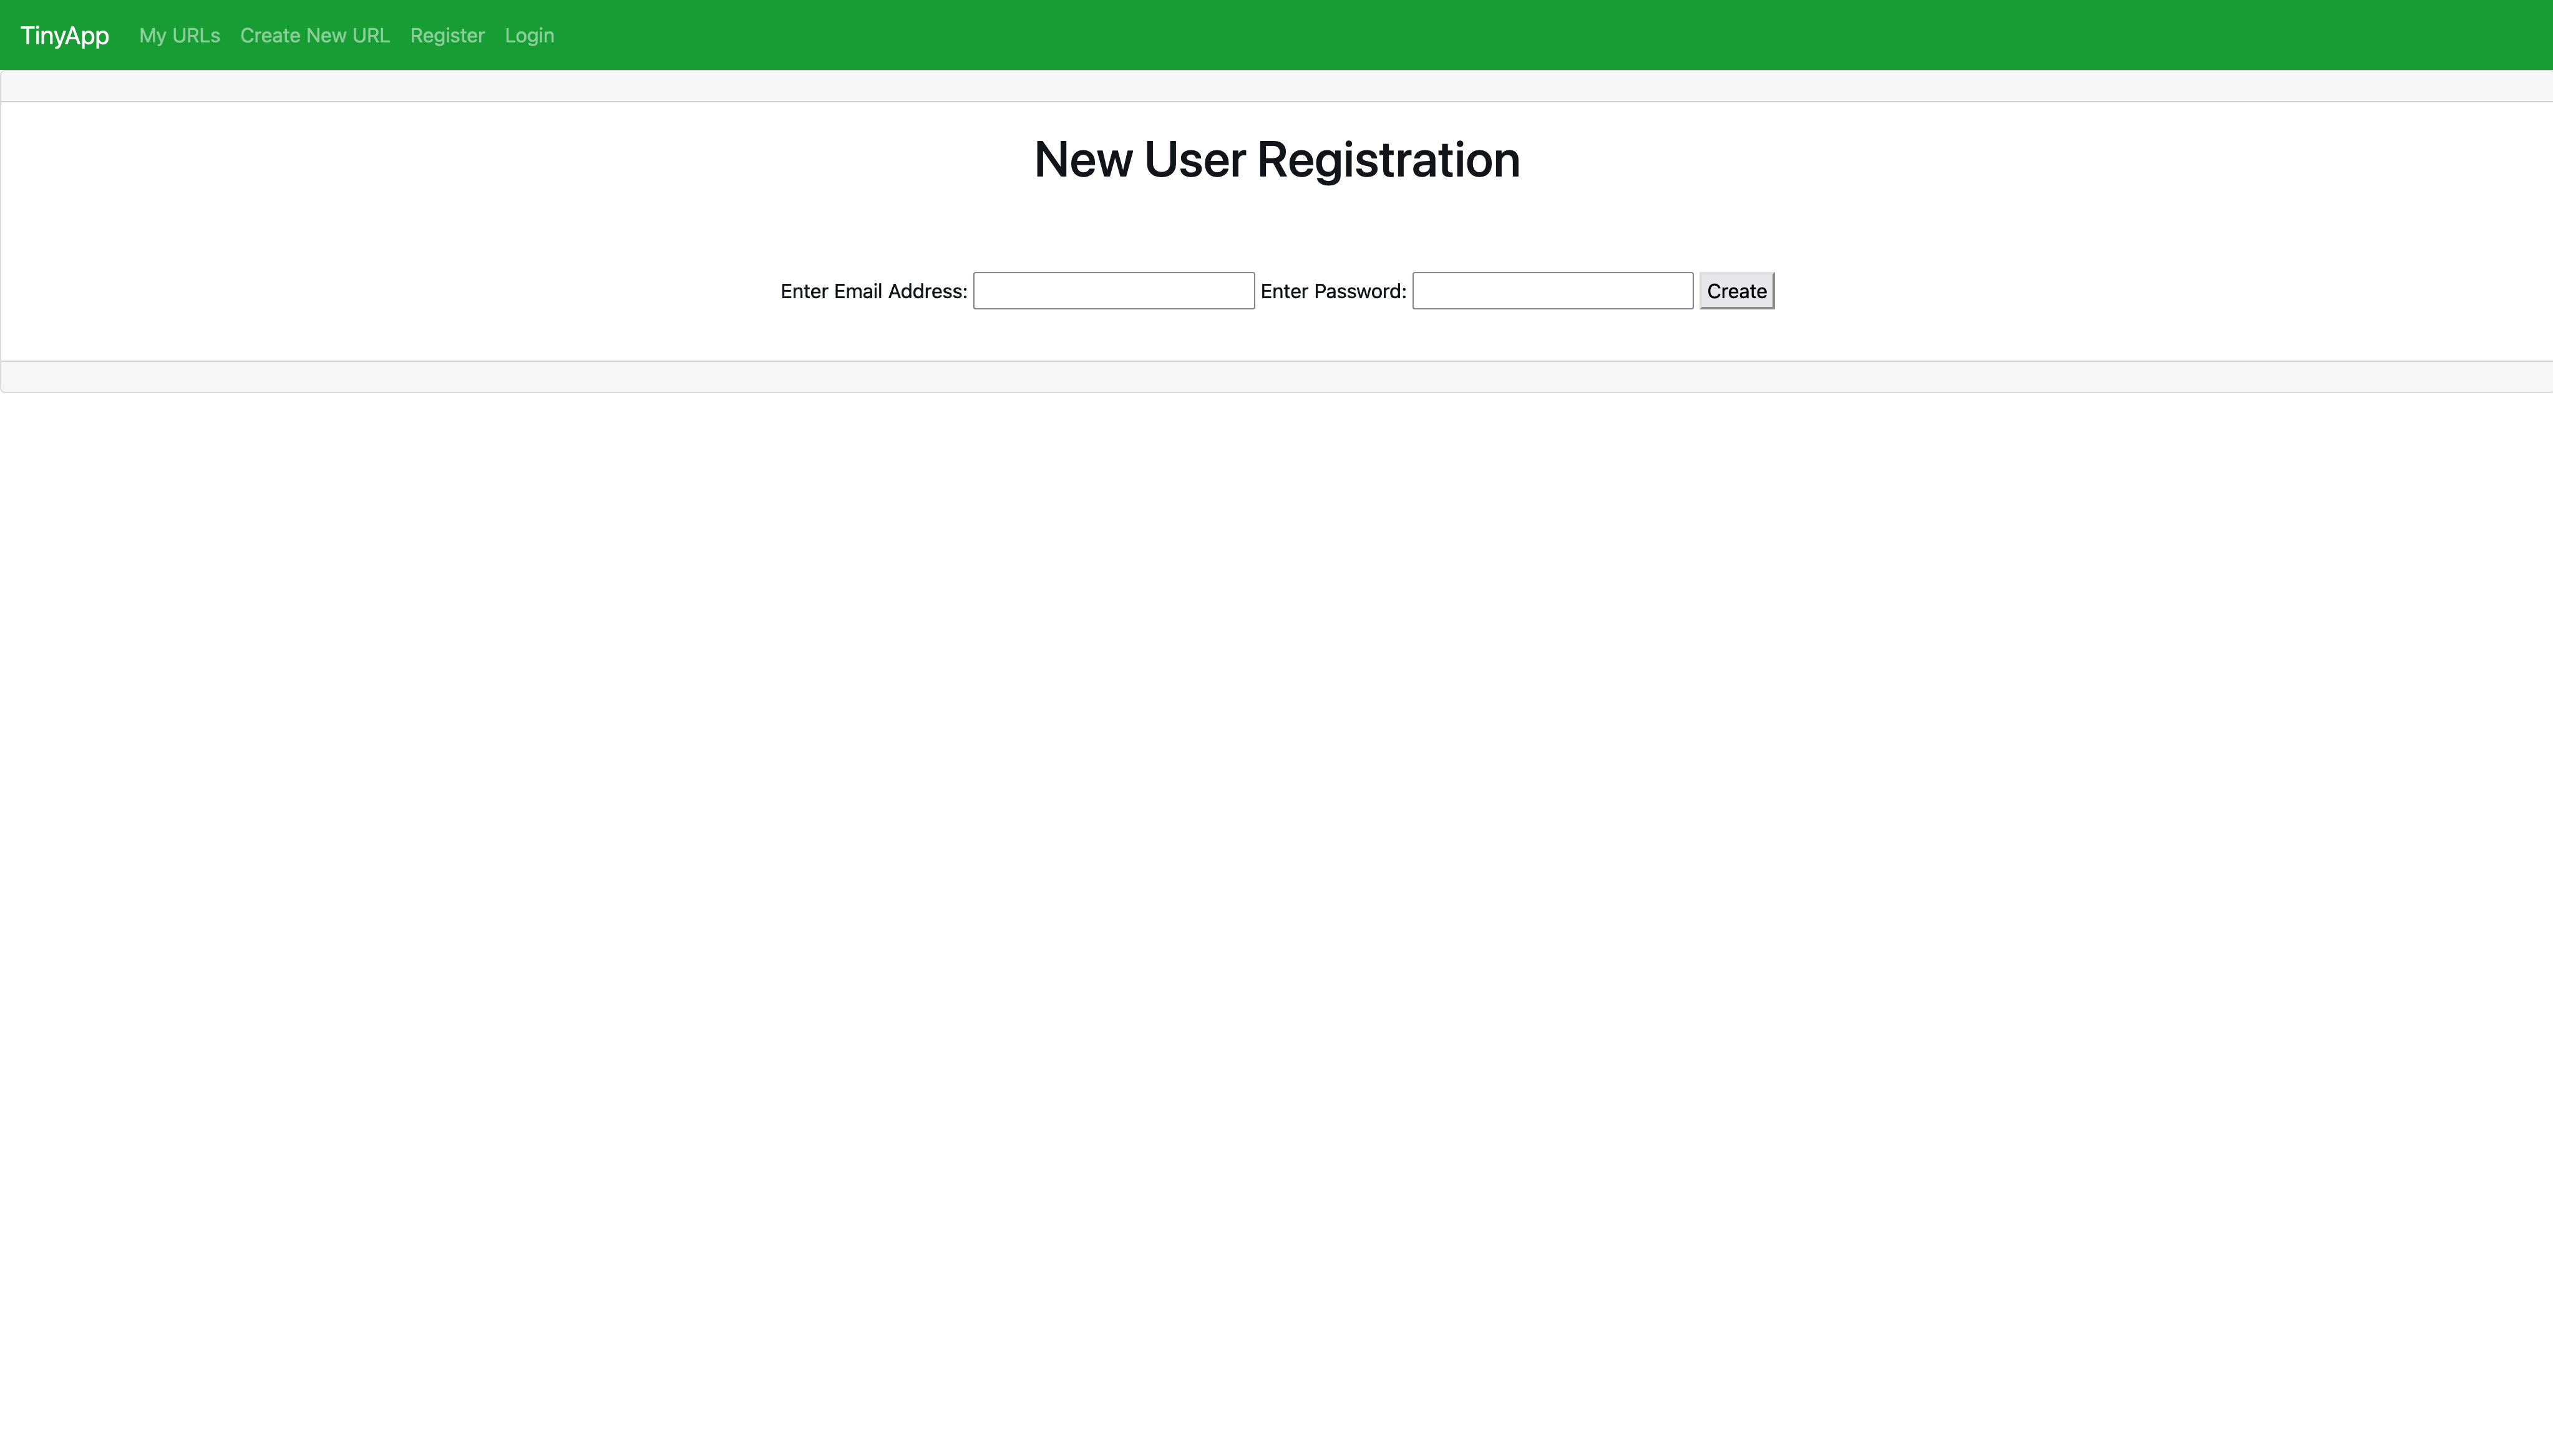 TinyApp My URLs Create New URL Register Login
New User Registration
Enter Email Address: Enter Password: Create